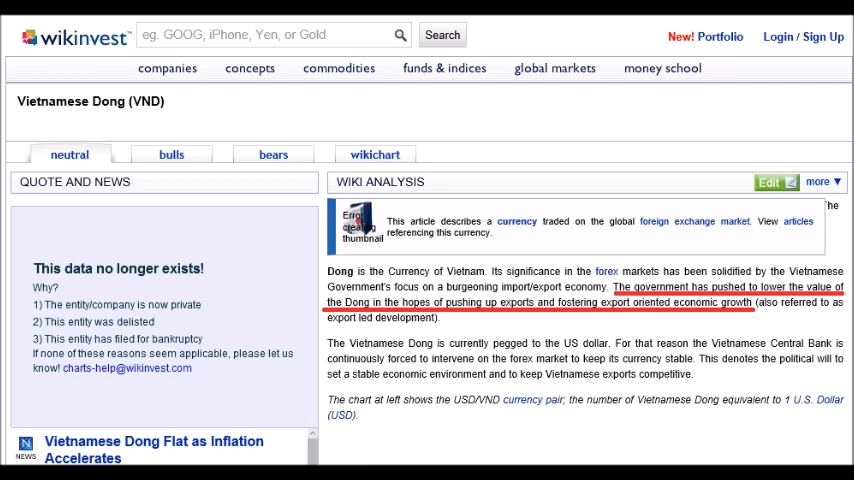 wikinvest™
eg. GOOG, iPhone, Yen, or Gold
Search
New! Portfolio
Login / Sign Up
companies concepts commodities funds & indices global markets money school
Vietnamese Dong (VND)
neutral bulls bears wikichart
QUOTE AND NEWS
This data no longer exists!
Why?
1) The entity/company is now private
2) This entity was delisted
3) This entity has filed for bankruptcy
If none of these reasons seem applicable, please let us
know! charts-help@wikinvest.com
N
NEWS
Vietnamese Dong Flat as Inflation
Accelerates
WIKI ANALYSIS
Edit
more ▼
The
Error
creating
thumbnail
This article describes a currency traded on the global foreign exchange market. View articles
referencing this currency.
Dong is the Currency of Vietnam. Its significance in the forex markets has been solidified by the Vietnamese
Government's focus on a burgeoning import/export economy. The government has pushed to lower the value of
the Dong in the hopes of pushing up exports and fostering export oriented economic growth (also referred to as
export led development).
The Vietnamese Dong is currently pegged to the US dollar. For that reason the Vietnamese Central Bank is
continuously forced to intervene on the forex market to keep its currency stable. This denotes the political will to
set a stable economic environment and to keep Vietnamese exports competitive.
The chart at left shows the USD/VND currency pair; the number of Vietnamese Dong equivalent to 1 U.S. Dollar
(USD).